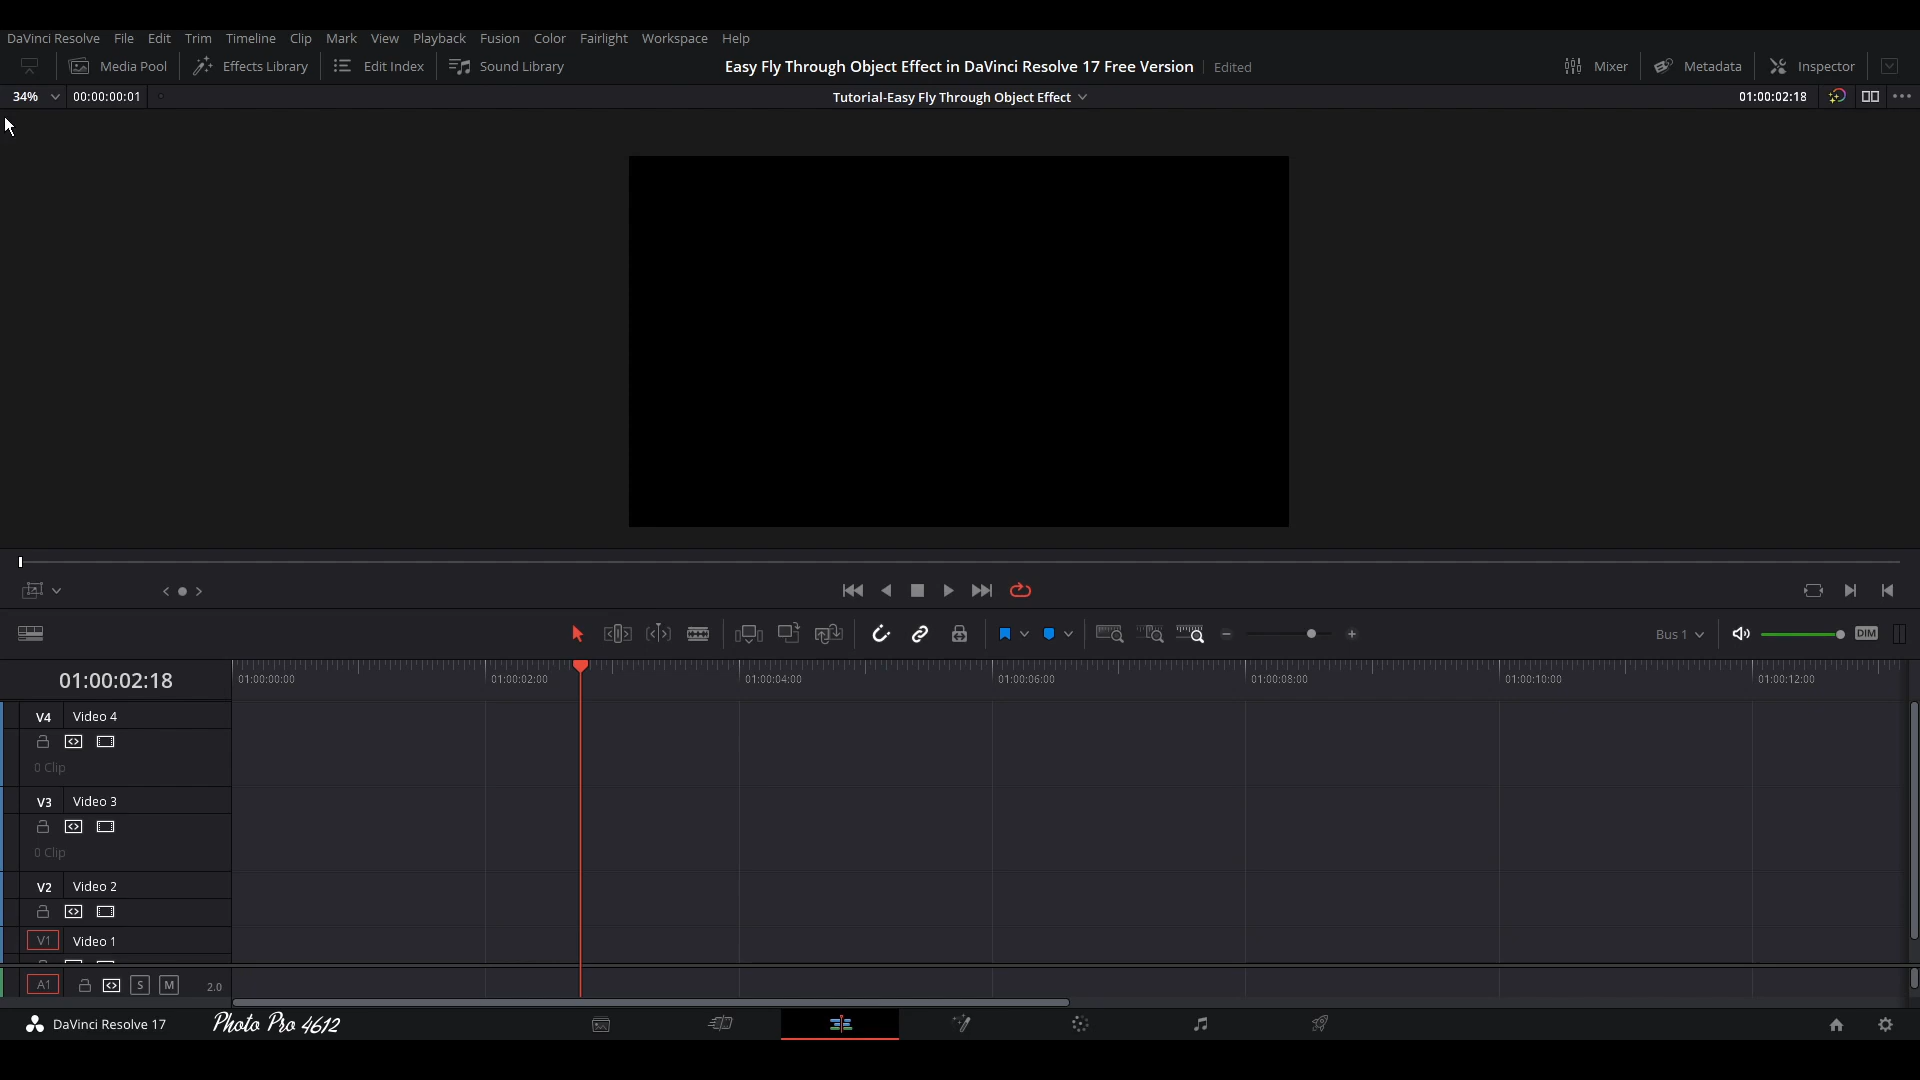 DaVinci Resolve File Edit Trim Timeline Clip Mark View Playback Fusion Color Fairlight Workspace Help
Media Pool Effects Library Edit Index Sound Library Easy Fly Through Object Effect in DaVinci Resolve 17 Free Version Edited Mixer Metadata Inspector
34% 00:00:00:01 Tutorial-Easy Fly Through Object Effect 01:00:02:18
Bus 1 DIM
01:00:02:18 01:00:00:00 01:00:02:00 01:00:04:00 01:00:06:00 01:00:08:00 01:00:10:00 01:00:12:00
V4 Video 4
0 Clip
V3 Video 3
0 Clip
V2 Video 2
V1 Video 1
A1 S M 2.0
DaVinci Resolve 17 Photo Pro 4612